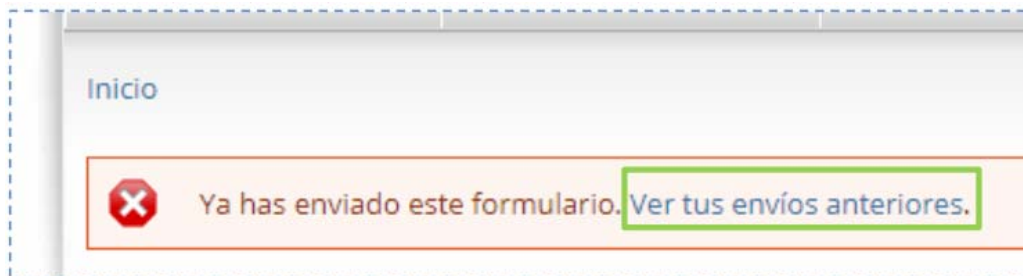 Inicio
Ya has enviado este formulario. Ver tus envíos anteriores.